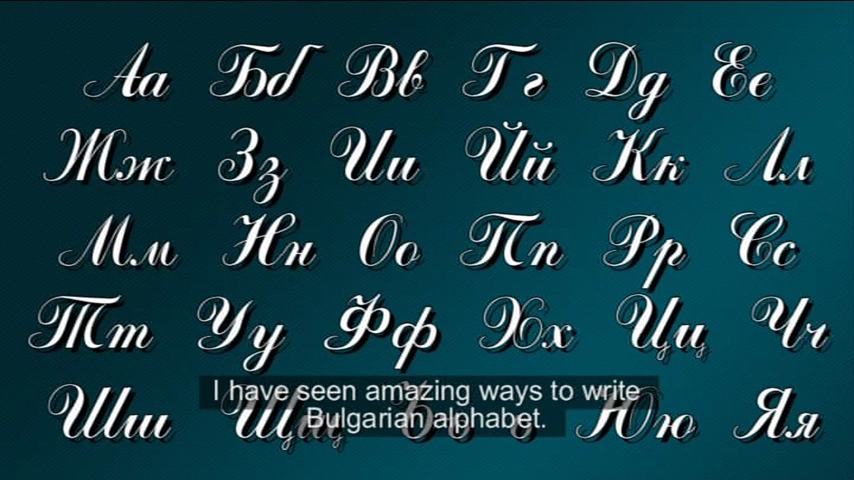 Аа Бб Вв Гг Дд Ее
Жж Зз Ии Йй Кк Лл
Мм Нн Оо Пп Рр Сс
Тт Уу Фф Хх Цц Чч
Шш Щщ Ъъ ь Юю Яя
I have seen amazing ways to write
Bulgarian alphabet.